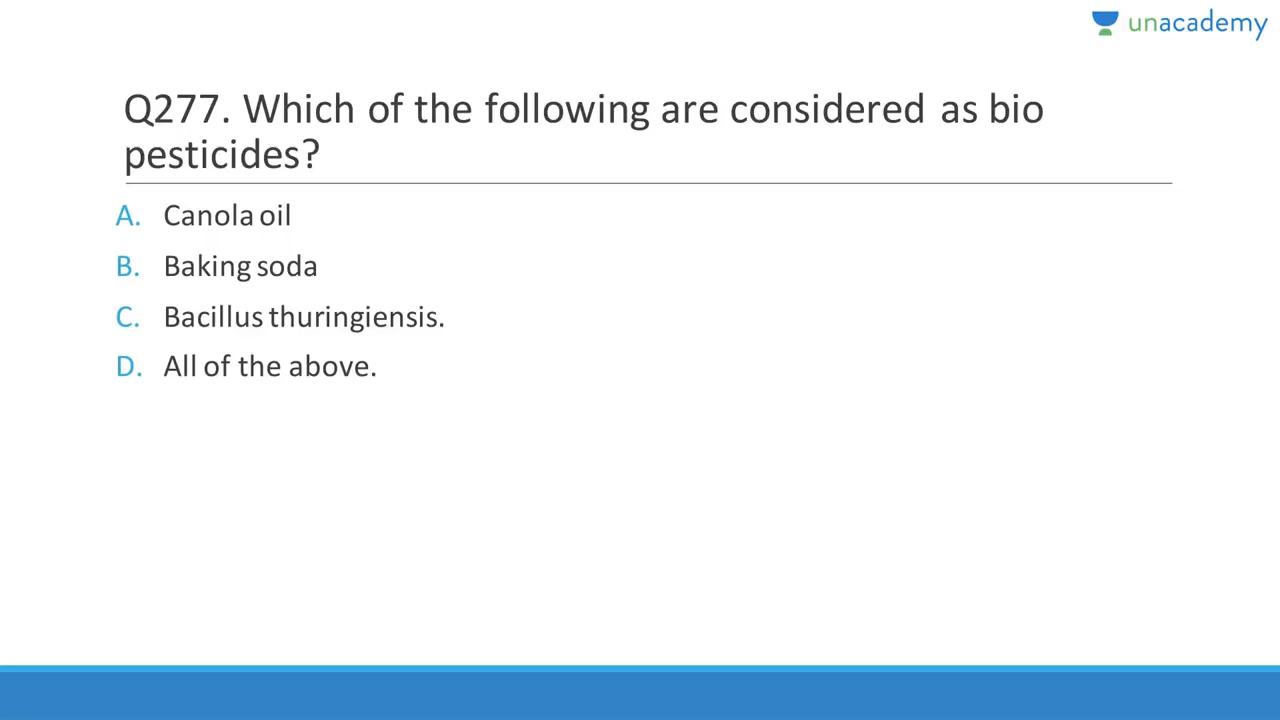 unacademy
Q277. Which of the following are considered as bio
pesticides?
A. Canola oil
B. Baking soda
C. Bacillus thuringiensis.
D. All of the above.